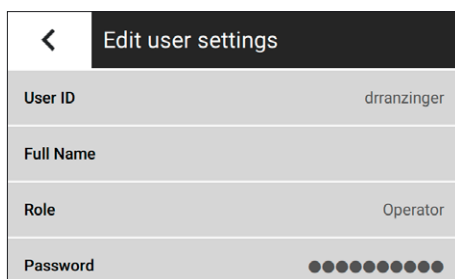 Edit user settings
User ID drranzinger
Full Name
Role Operator
Password ●●●●●●●●●●